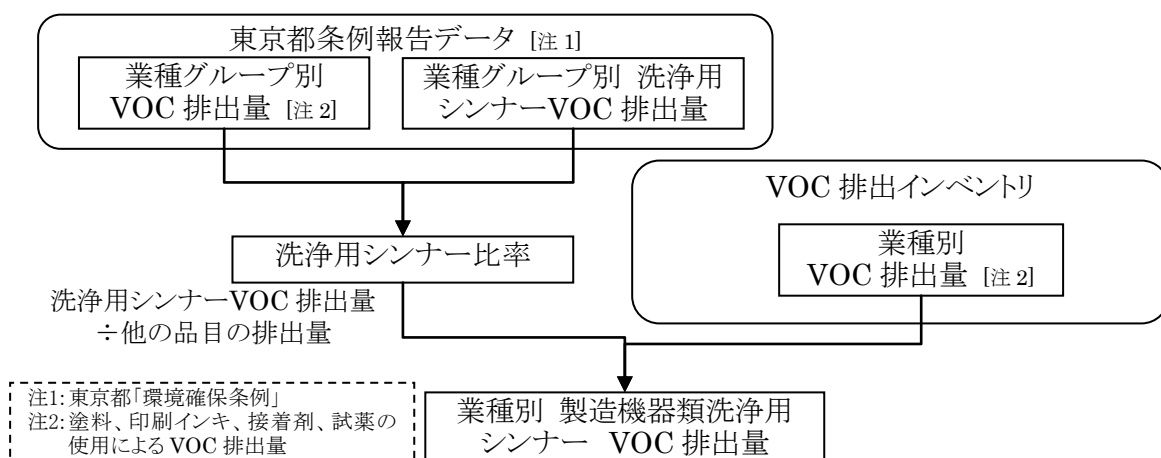 東京都条例報告データ [注 1]
業種グループ別
VOC 排出量 [注 2]
業種グループ別 洗浄用
シンナーVOC 排出量
VOC 排出インベントリ
業種別
VOC 排出量 [注 2]
洗浄用シンナー比率
洗浄用シンナーVOC 排出量
÷他の品目の排出量
注1:東京都「環境確保条例」
注2:塗料、印刷インキ、接着剤、試薬の
使用による VOC 排出量
業種別 製造機器類洗浄用
シンナー VOC 排出量